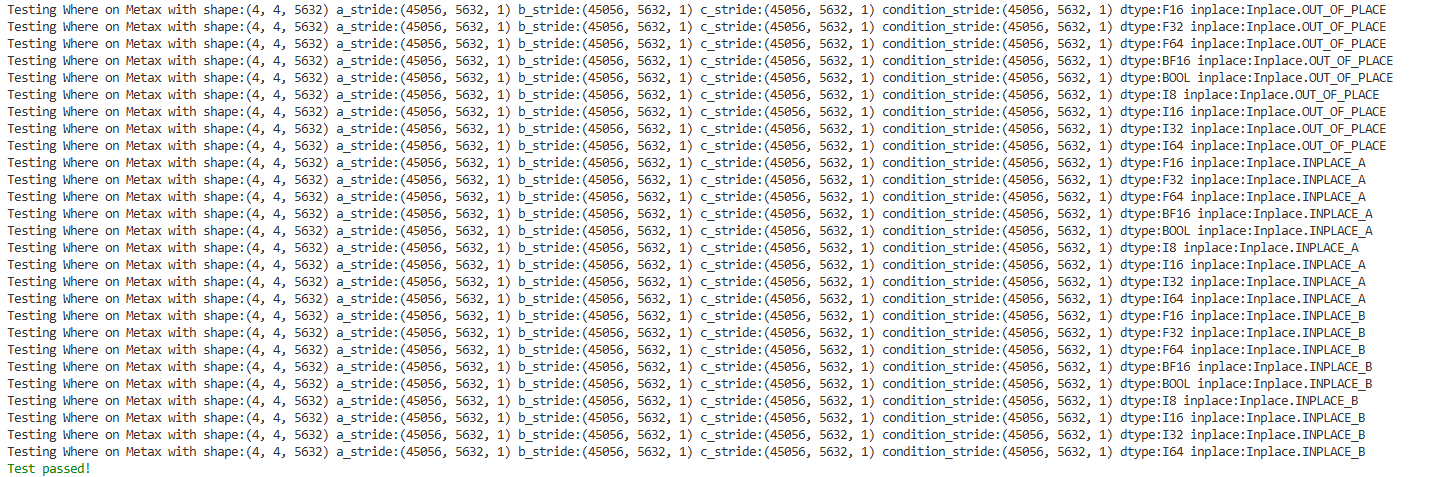 Testing Where on Metax with shape:(4, 4, 5632) a_stride:(45056, 5632, 1) b_stride:(45056, 5632, 1) c_stride:(45056, 5632, 1) condition_stride:(45056, 5632, 1) dtype:F16 inplace:Inplace.OUT_OF_PLACE
Testing Where on Metax with shape:(4, 4, 5632) a_stride:(45056, 5632, 1) b_stride:(45056, 5632, 1) c_stride:(45056, 5632, 1) condition_stride:(45056, 5632, 1) dtype:F32 inplace:Inplace.OUT_OF_PLACE
Testing Where on Metax with shape:(4, 4, 5632) a_stride:(45056, 5632, 1) b_stride:(45056, 5632, 1) c_stride:(45056, 5632, 1) condition_stride:(45056, 5632, 1) dtype:F64 inplace:Inplace.OUT_OF_PLACE
Testing Where on Metax with shape:(4, 4, 5632) a_stride:(45056, 5632, 1) b_stride:(45056, 5632, 1) c_stride:(45056, 5632, 1) condition_stride:(45056, 5632, 1) dtype:BF16 inplace:Inplace.OUT_OF_PLACE
Testing Where on Metax with shape:(4, 4, 5632) a_stride:(45056, 5632, 1) b_stride:(45056, 5632, 1) c_stride:(45056, 5632, 1) condition_stride:(45056, 5632, 1) dtype:BOOL inplace:Inplace.OUT_OF_PLACE
Testing Where on Metax with shape:(4, 4, 5632) a_stride:(45056, 5632, 1) b_stride:(45056, 5632, 1) c_stride:(45056, 5632, 1) condition_stride:(45056, 5632, 1) dtype:I8 inplace:Inplace.OUT_OF_PLACE
Testing Where on Metax with shape:(4, 4, 5632) a_stride:(45056, 5632, 1) b_stride:(45056, 5632, 1) c_stride:(45056, 5632, 1) condition_stride:(45056, 5632, 1) dtype:I16 inplace:Inplace.OUT_OF_PLACE
Testing Where on Metax with shape:(4, 4, 5632) a_stride:(45056, 5632, 1) b_stride:(45056, 5632, 1) c_stride:(45056, 5632, 1) condition_stride:(45056, 5632, 1) dtype:I32 inplace:Inplace.OUT_OF_PLACE
Testing Where on Metax with shape:(4, 4, 5632) a_stride:(45056, 5632, 1) b_stride:(45056, 5632, 1) c_stride:(45056, 5632, 1) condition_stride:(45056, 5632, 1) dtype:I64 inplace:Inplace.OUT_OF_PLACE
Testing Where on Metax with shape:(4, 4, 5632) a_stride:(45056, 5632, 1) b_stride:(45056, 5632, 1) c_stride:(45056, 5632, 1) condition_stride:(45056, 5632, 1) dtype:F16 inplace:Inplace.INPLACE_A
Testing Where on Metax with shape:(4, 4, 5632) a_stride:(45056, 5632, 1) b_stride:(45056, 5632, 1) c_stride:(45056, 5632, 1) condition_stride:(45056, 5632, 1) dtype:F32 inplace:Inplace.INPLACE_A
Testing Where on Metax with shape:(4, 4, 5632) a_stride:(45056, 5632, 1) b_stride:(45056, 5632, 1) c_stride:(45056, 5632, 1) condition_stride:(45056, 5632, 1) dtype:F64 inplace:Inplace.INPLACE_A
Testing Where on Metax with shape:(4, 4, 5632) a_stride:(45056, 5632, 1) b_stride:(45056, 5632, 1) c_stride:(45056, 5632, 1) condition_stride:(45056, 5632, 1) dtype:BF16 inplace:Inplace.INPLACE_A
Testing Where on Metax with shape:(4, 4, 5632) a_stride:(45056, 5632, 1) b_stride:(45056, 5632, 1) c_stride:(45056, 5632, 1) condition_stride:(45056, 5632, 1) dtype:BOOL inplace:Inplace.INPLACE_A
Testing Where on Metax with shape:(4, 4, 5632) a_stride:(45056, 5632, 1) b_stride:(45056, 5632, 1) c_stride:(45056, 5632, 1) condition_stride:(45056, 5632, 1) dtype:I8 inplace:Inplace.INPLACE_A
Testing Where on Metax with shape:(4, 4, 5632) a_stride:(45056, 5632, 1) b_stride:(45056, 5632, 1) c_stride:(45056, 5632, 1) condition_stride:(45056, 5632, 1) dtype:I16 inplace:Inplace.INPLACE_A
Testing Where on Metax with shape:(4, 4, 5632) a_stride:(45056, 5632, 1) b_stride:(45056, 5632, 1) c_stride:(45056, 5632, 1) condition_stride:(45056, 5632, 1) dtype:I32 inplace:Inplace.INPLACE_A
Testing Where on Metax with shape:(4, 4, 5632) a_stride:(45056, 5632, 1) b_stride:(45056, 5632, 1) c_stride:(45056, 5632, 1) condition_stride:(45056, 5632, 1) dtype:I64 inplace:Inplace.INPLACE_A
Testing Where on Metax with shape:(4, 4, 5632) a_stride:(45056, 5632, 1) b_stride:(45056, 5632, 1) c_stride:(45056, 5632, 1) condition_stride:(45056, 5632, 1) dtype:F16 inplace:Inplace.INPLACE_B
Testing Where on Metax with shape:(4, 4, 5632) a_stride:(45056, 5632, 1) b_stride:(45056, 5632, 1) c_stride:(45056, 5632, 1) condition_stride:(45056, 5632, 1) dtype:F32 inplace:Inplace.INPLACE_B
Testing Where on Metax with shape:(4, 4, 5632) a_stride:(45056, 5632, 1) b_stride:(45056, 5632, 1) c_stride:(45056, 5632, 1) condition_stride:(45056, 5632, 1) dtype:F64 inplace:Inplace.INPLACE_B
Testing Where on Metax with shape:(4, 4, 5632) a_stride:(45056, 5632, 1) b_stride:(45056, 5632, 1) c_stride:(45056, 5632, 1) condition_stride:(45056, 5632, 1) dtype:BF16 inplace:Inplace.INPLACE_B
Testing Where on Metax with shape:(4, 4, 5632) a_stride:(45056, 5632, 1) b_stride:(45056, 5632, 1) c_stride:(45056, 5632, 1) condition_stride:(45056, 5632, 1) dtype:BOOL inplace:Inplace.INPLACE_B
Testing Where on Metax with shape:(4, 4, 5632) a_stride:(45056, 5632, 1) b_stride:(45056, 5632, 1) c_stride:(45056, 5632, 1) condition_stride:(45056, 5632, 1) dtype:I8 inplace:Inplace.INPLACE_B
Testing Where on Metax with shape:(4, 4, 5632) a_stride:(45056, 5632, 1) b_stride:(45056, 5632, 1) c_stride:(45056, 5632, 1) condition_stride:(45056, 5632, 1) dtype:I16 inplace:Inplace.INPLACE_B
Testing Where on Metax with shape:(4, 4, 5632) a_stride:(45056, 5632, 1) b_stride:(45056, 5632, 1) c_stride:(45056, 5632, 1) condition_stride:(45056, 5632, 1) dtype:I32 inplace:Inplace.INPLACE_B
Testing Where on Metax with shape:(4, 4, 5632) a_stride:(45056, 5632, 1) b_stride:(45056, 5632, 1) c_stride:(45056, 5632, 1) condition_stride:(45056, 5632, 1) dtype:I64 inplace:Inplace.INPLACE_B
Test passed!